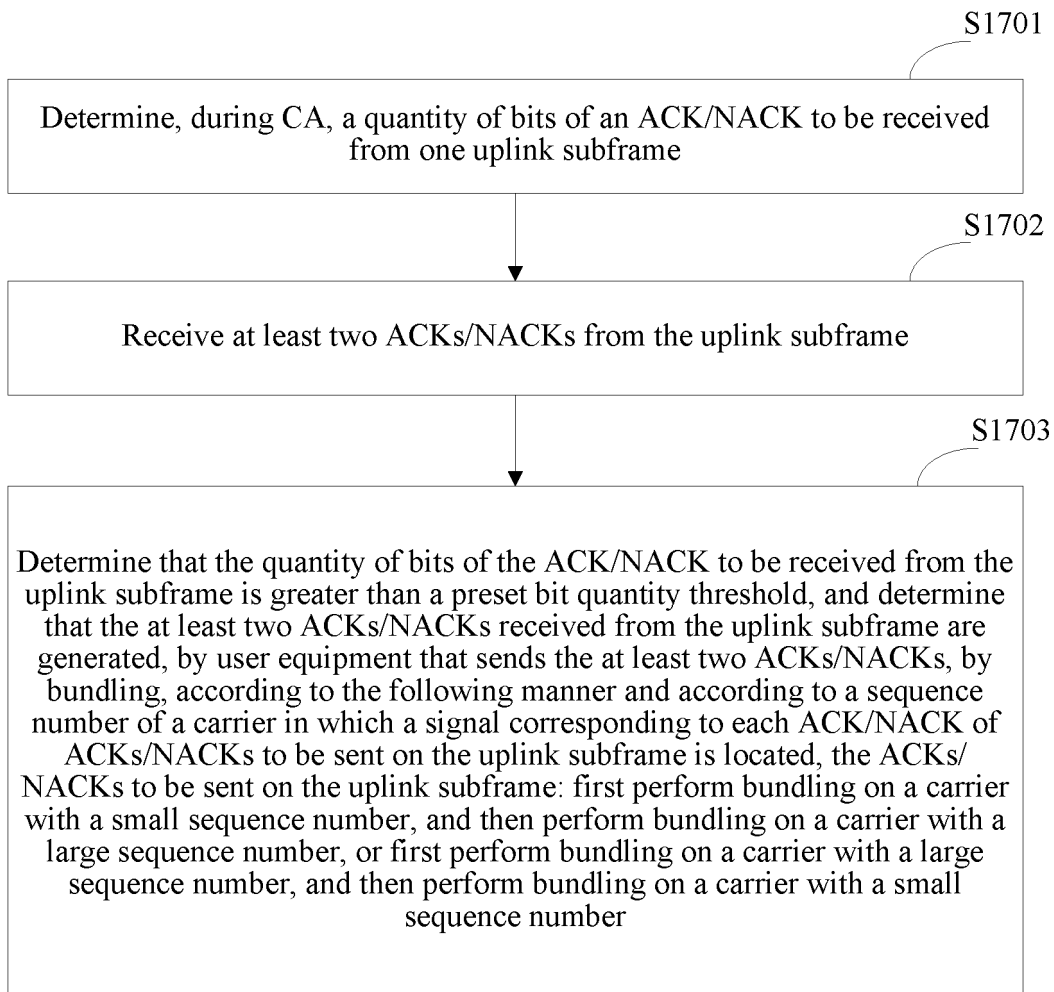 S1701
Determine, during CA, a quantity of bits of an ACK/NACK to be received
from one uplink subframe
S1702
Receive at least two ACKs/NACKs from the uplink subframe
S1703
Determine that the quantity of bits of the ACK/NACK to be received from the
uplink subframe is greater than a preset bit quantity threshold, and determine
that the at least two ACKs/NACKs received from the uplink subframe are
generated, by user equipment that sends the at least two ACKs/NACKs, by
bundling, according to the following manner and according to a sequence
number of a carrier in which a signal corresponding to each ACK/NACK of
ACKs/NACKs to be sent on the uplink subframe is located, the ACKs/
NACKs to be sent on the uplink subframe: first perform bundling on a carrier
with a small sequence number, and then perform bundling on a carrier with a
large sequence number, or first perform bundling on a carrier with a large
sequence number, and then perform bundling on a carrier with a small
sequence number